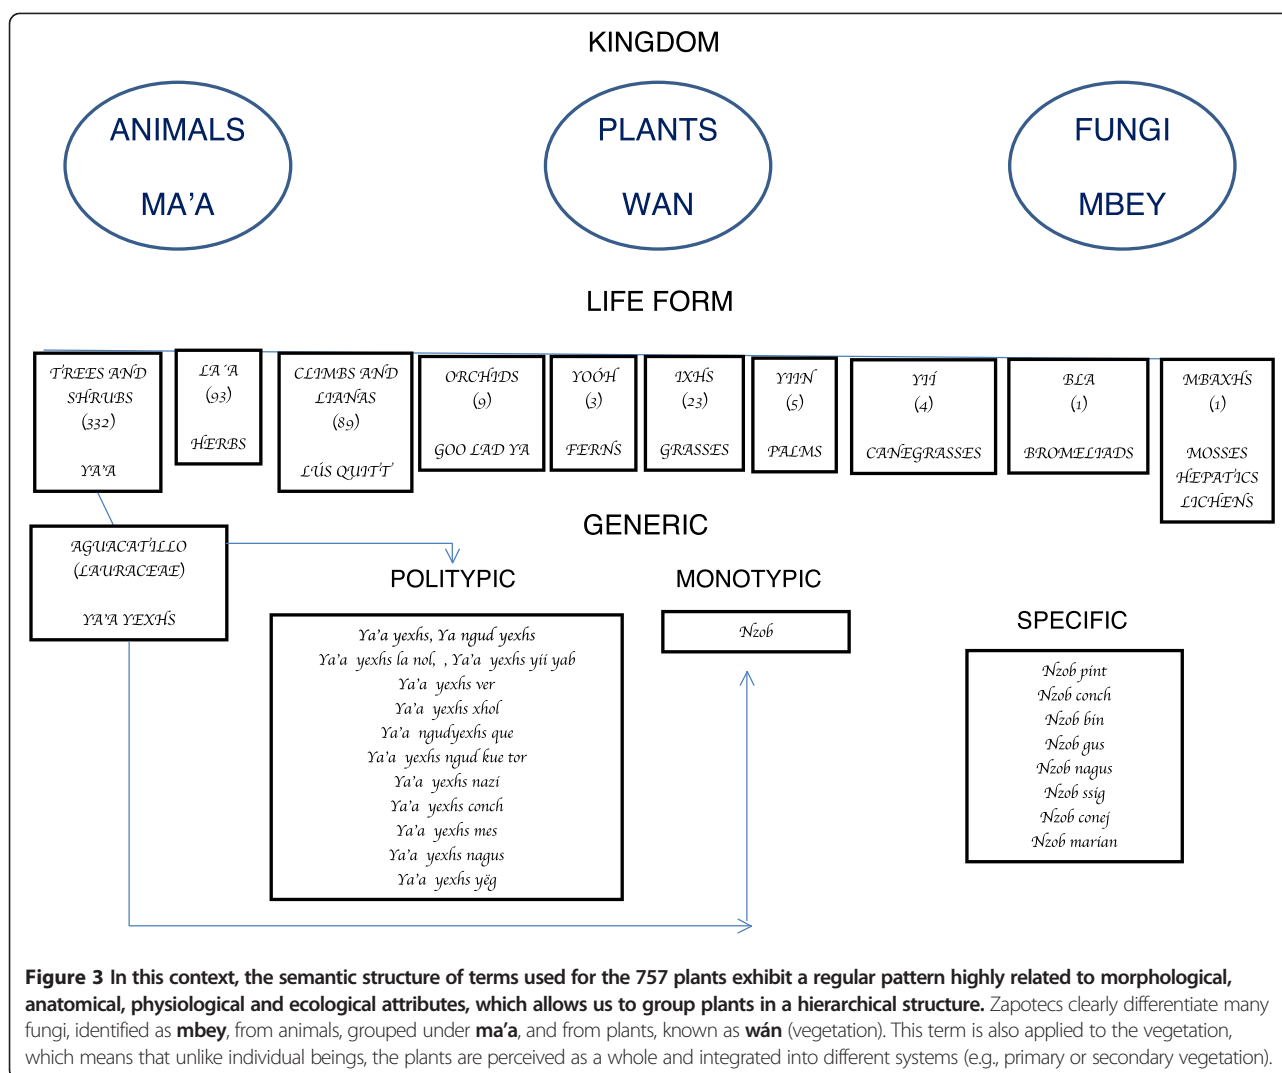 KINGDOM
ANIMALS
MA’A
PLANTS
WAN
FUNGI
MBEY
LIFE FORM
TREES AND
SHRUBS
(332)
YA'A
LA ´A
(93)
HERBS
CLIMBS AND
LIANAS
(89)
LÚS QUITT
ORCHIDS
(9)
GOO LAD YA
YOÓH
(3)
FERNS
IXHS
(23)
GRASSES
YIIN
(5)
PALMS
YIÍ
(4)
CANEGRASSES
BLA
(1)
BROMELIADS
MBAXHS
(1)
MOSSES
HEPATICS
LICHENS
AGUACATILLO
(LAURACEAE)
YA'A YEXHS
GENERIC
POLITYPIC
Ya'a yexhs, Ya ngud yexhs
Ya'a yexhs la nol, , Ya'a yexhs yii yab
Ya'a yexhs ver
Ya'a yexhs xhol
Ya'a ngudyexhs que
Ya'a yexhs ngud kue tor
Ya'a yexhs nazi
Ya'a yexhs conch
Ya'a yexhs mes
Ya'a yexhs nagus
Ya'a yexhs yëg
MONOTYPIC
Nzob
SPECIFIC
Nzob pint
Nzob conch
Nzob bin
Nzob gus
Nzob nagus
Nzob ssig
Nzob conej
Nzob marian
Figure 3 In this context, the semantic structure of terms used for the 757 plants exhibit a regular pattern highly related to morphological,
anatomical, physiological and ecological attributes, which allows us to group plants in a hierarchical structure. Zapotecs clearly differentiate many
fungi, identified as mbey, from animals, grouped under ma’a, and from plants, known as wán (vegetation). This term is also applied to the vegetation,
which means that unlike individual beings, the plants are perceived as a whole and integrated into different systems (e.g., primary or secondary vegetation).